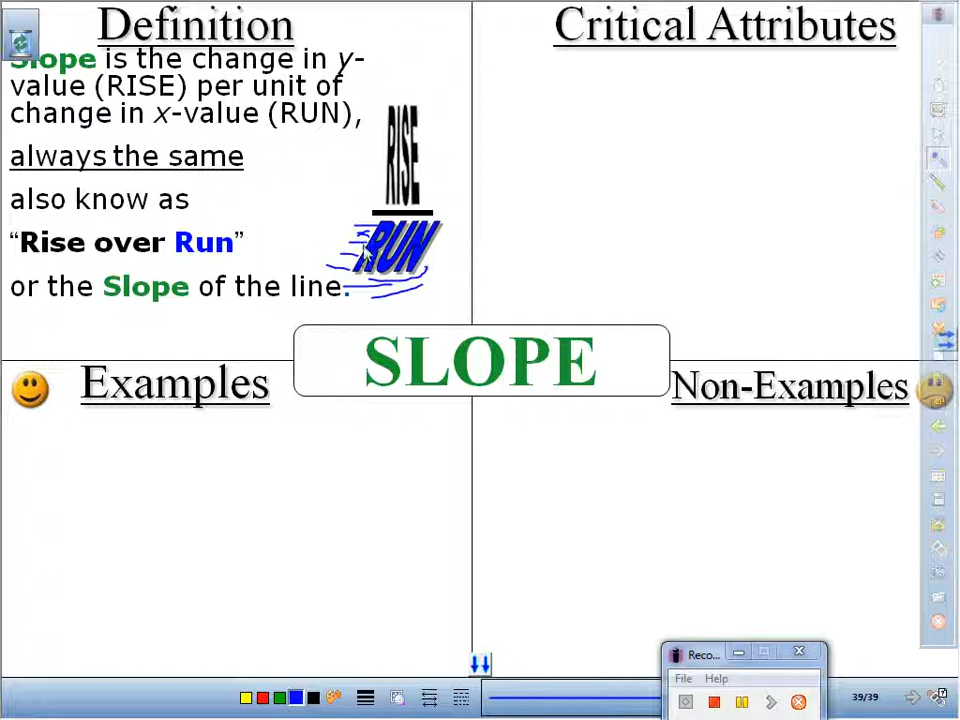 Definition
Critical Attributes
Slope is the change in y-
value (RISE) per unit of
change in x-value (RUN),
always the same
also know as
“Rise over Run”
or the Slope of the line.
RISE
RUN
SLOPE
Examples
Non-Examples
Reco...
File Help
39/39